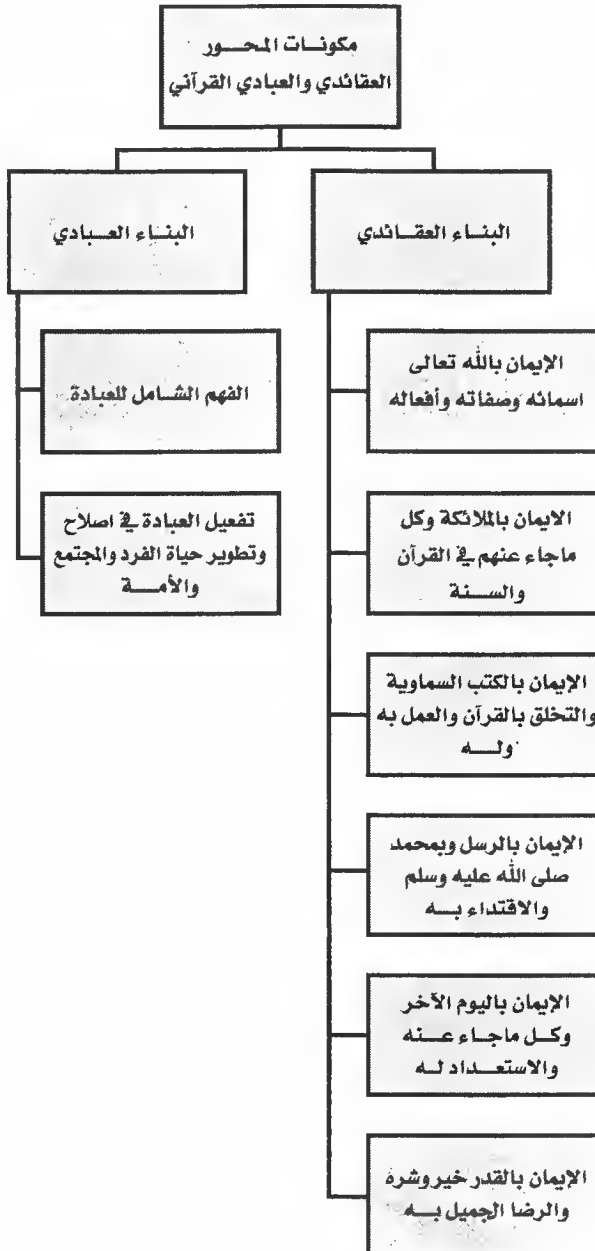 مكونات المحور
العقائدي والعبادي القرآني
البناء العقائدي
البناء العبادي
الإيمان بالله تعالى
اسمائه وصفاته وأفعاله
الايمان بالملائكة وكل
ماجاء عنهم في القرآن
والسنة
الإيمان بالكتب السماوية
والتخلق بالقرآن والعمل به
وله
الإيمان بالرسل وبمحمد
صلى الله عليه وسلم
والاقتداء به
الإيمان باليوم الآخر
وكل ماجاء عنه
والاستعداد له
الإيمان بالقدر خيره وشره
والرضا الجميل به
الفهم الشامل للعبادة
تفعيل العبادة في اصلاح
وتطوير حياة الفرد والمجتمع
والأمة